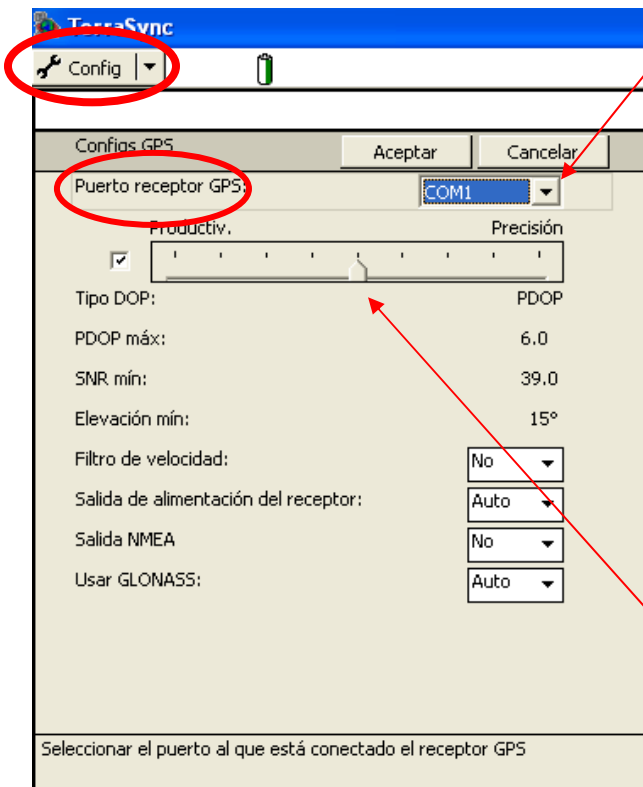 TerraSync
Config
Configs GPS Aceptar Cancelar
Puerto receptor GPS: COM1
Productiv. Precisión
Tipo DOP: PDOP
PDOP máx: 6.0
SNR mín: 39.0
Elevación mín: 15°
Filtro de velocidad: No
Salida de alimentación del receptor: Auto
Salida NMEA No
Usar GLONASS: Auto
Seleccionar el puerto al que está conectado el receptor GPS